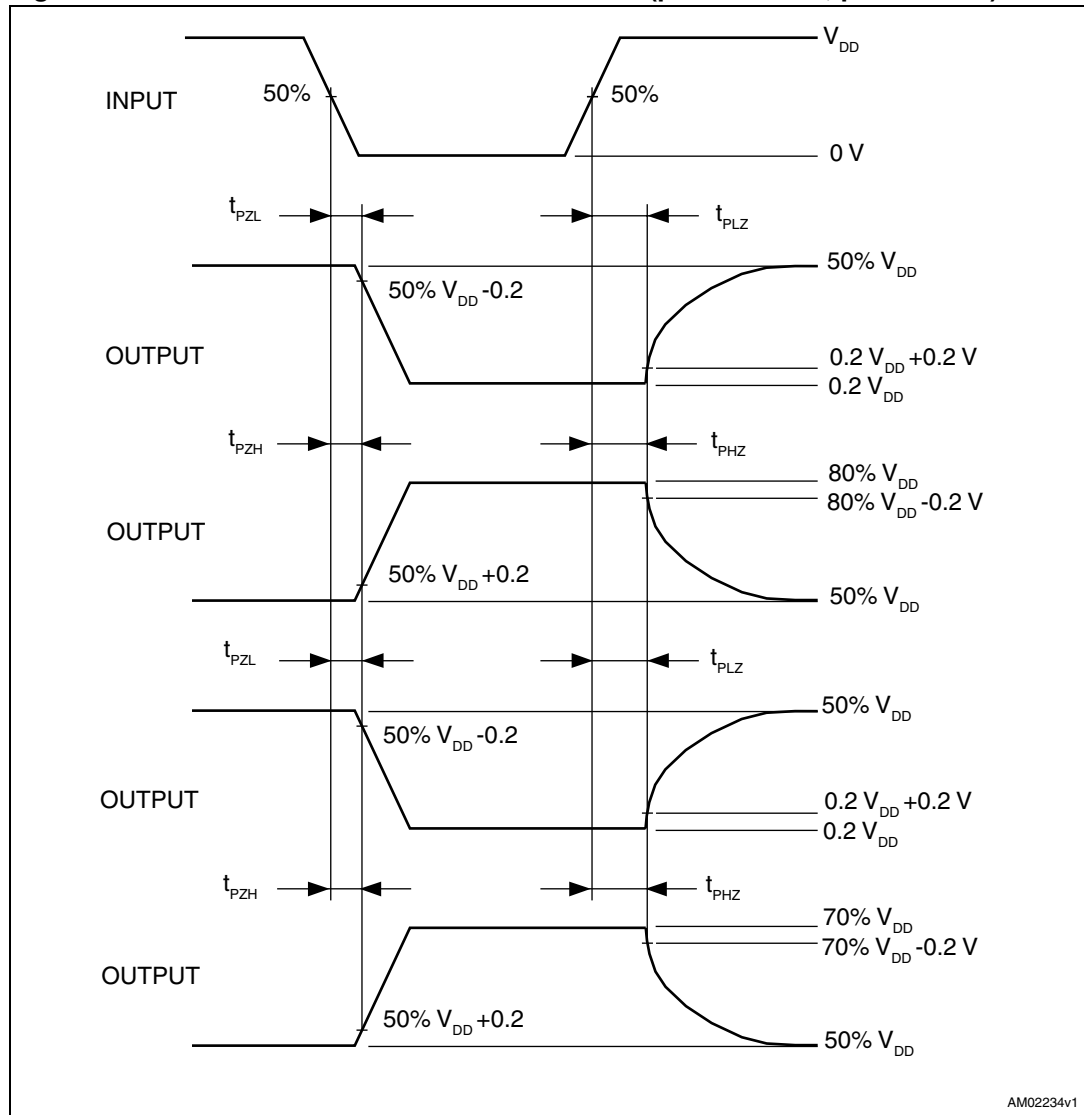 V_DD
INPUT
50%
50%
0 V
t_PZL
t_PLZ
50% V_DD
50% V_DD -0.2
OUTPUT
0.2 V_DD +0.2 V
0.2 V_DD
t_PZH
t_PHZ
80% V_DD
80% V_DD -0.2 V
OUTPUT
50% V_DD +0.2
50% V_DD
t_PZL
t_PLZ
50% V_DD
50% V_DD -0.2
OUTPUT
0.2 V_DD +0.2 V
0.2 V_DD
t_PZH
t_PHZ
70% V_DD
70% V_DD -0.2 V
OUTPUT
50% V_DD +0.2
50% V_DD
AM02234v1